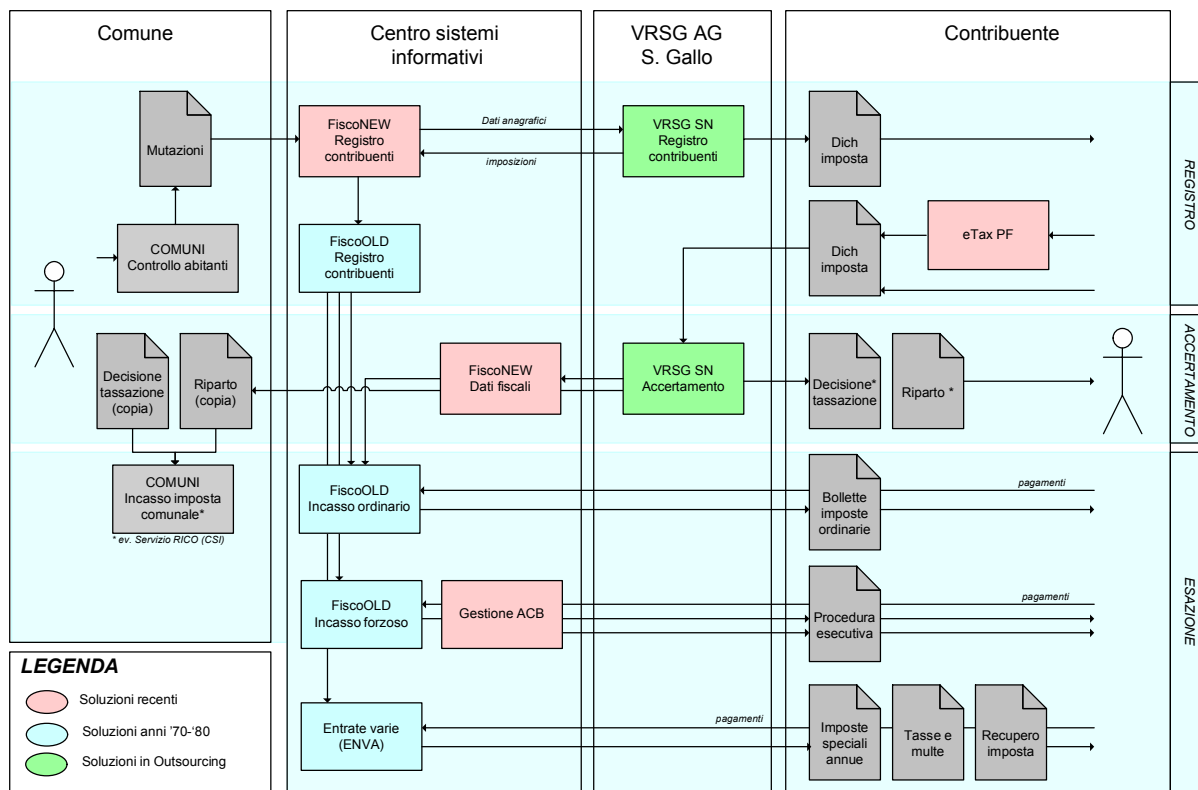 Comune
Centro sistemi
informativi
VRSG AG
S. Gallo
Contribuente
Mutazioni
FiscoNEW
Registro
contribuenti
Dati anagrafici
imposizioni
VRSG SN
Registro
contribuenti
Dich
imposta
REGISTRO
COMUNI
Controllo abitanti
FiscoOLD
Registro
contribuenti
Dich
imposta
eTax PF
Decisione
tassazione
(copia)
Riparto
(copia)
FiscoNEW
Dati fiscali
VRSG SN
Accertamento
Decisione*
tassazione
Riparto *
ACCERTAMENTO
COMUNI
Incasso imposta
comunale*
* ev. Servizio RICO (CSI)
FiscoOLD
Incasso ordinario
Bollette
imposte
ordinarie
pagamenti
FiscoOLD
Incasso forzoso
Gestione ACB
Procedura
esecutiva
pagamenti
ESAZIONE
Entrate varie
(ENVA)
pagamenti
Imposte
speciali
annue
Tasse e
multe
Recupero
imposta
LEGENDA
Soluzioni recenti
Soluzioni anni '70-'80
Soluzioni in Outsourcing